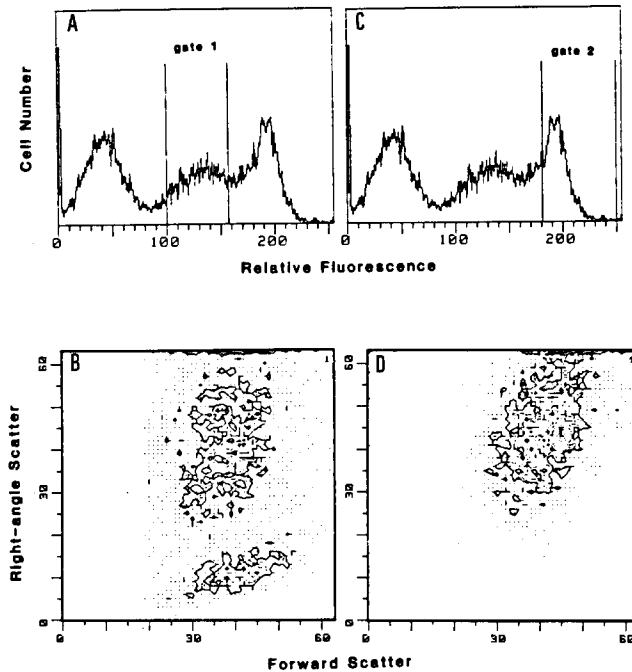 A
gate 1
C
gate 2
Cell Number
0 100 200
0 100 200
Relative Fluorescence
B
D
60
30
0
60
30
0
Right-angle Scatter
0 30 60
0 30 60
Forward Scatter